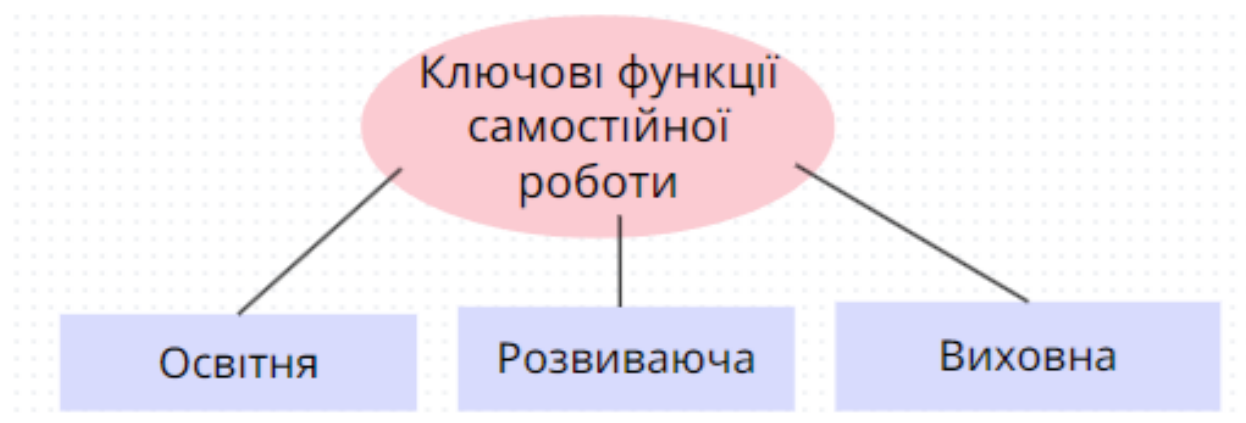 Ключові функції
самостійної
роботи
Освітня
Розвиваюча
Виховна